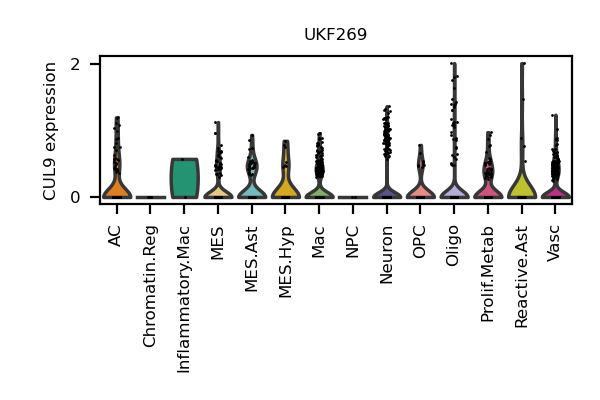 UKF269
CUL9 expression
2
0
AC
Chromatin.Reg
Inflammatory.Mac
MES
MES.Ast
MES.Hyp
Mac
NPC
Neuron
OPC
Oligo
Prolif.Metab
Reactive.Ast
Vasc